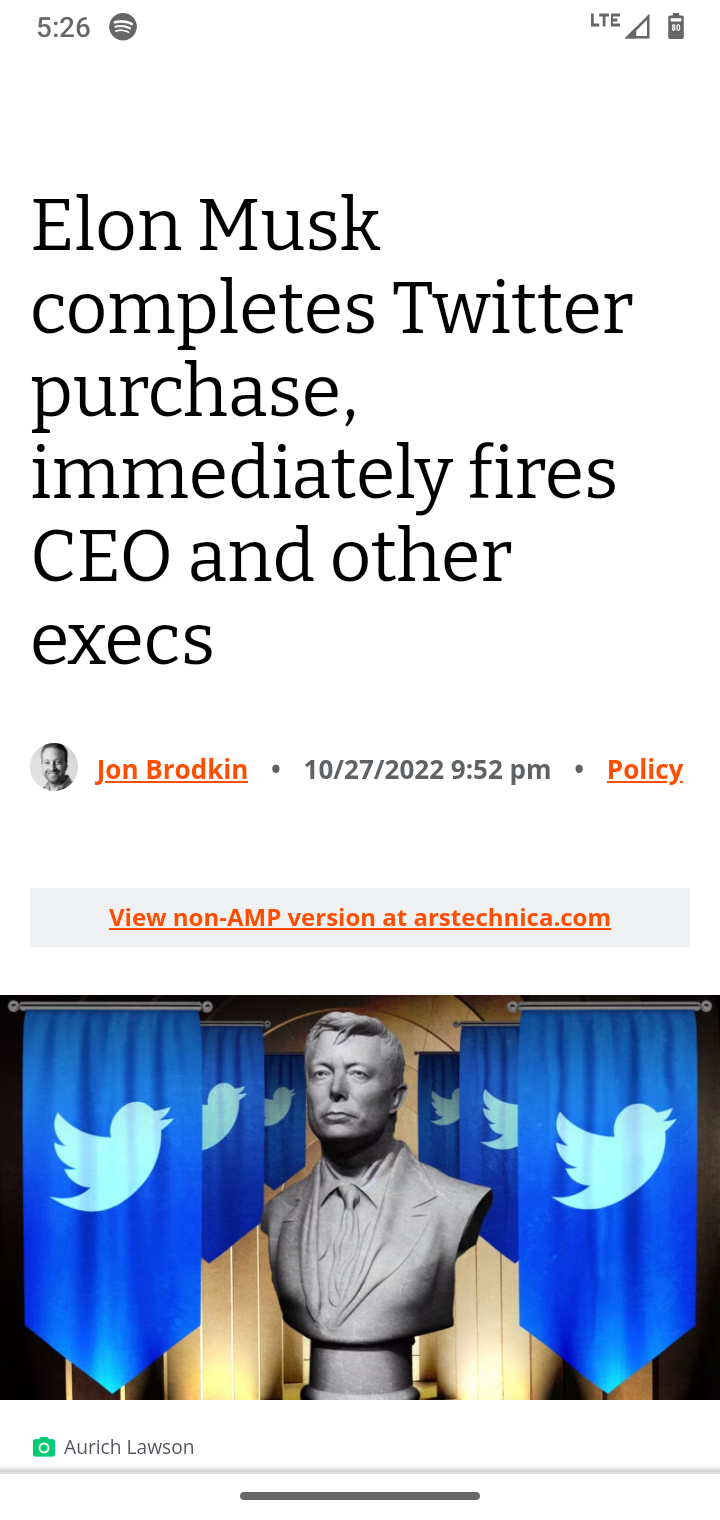 5:26 LTE 80
Elon Musk
completes Twitter
purchase,
immediately fires
CEO and other
execs
Jon Brodkin • 10/27/2022 9:52 pm • Policy
View non-AMP version at arstechnica.com
Aurich Lawson